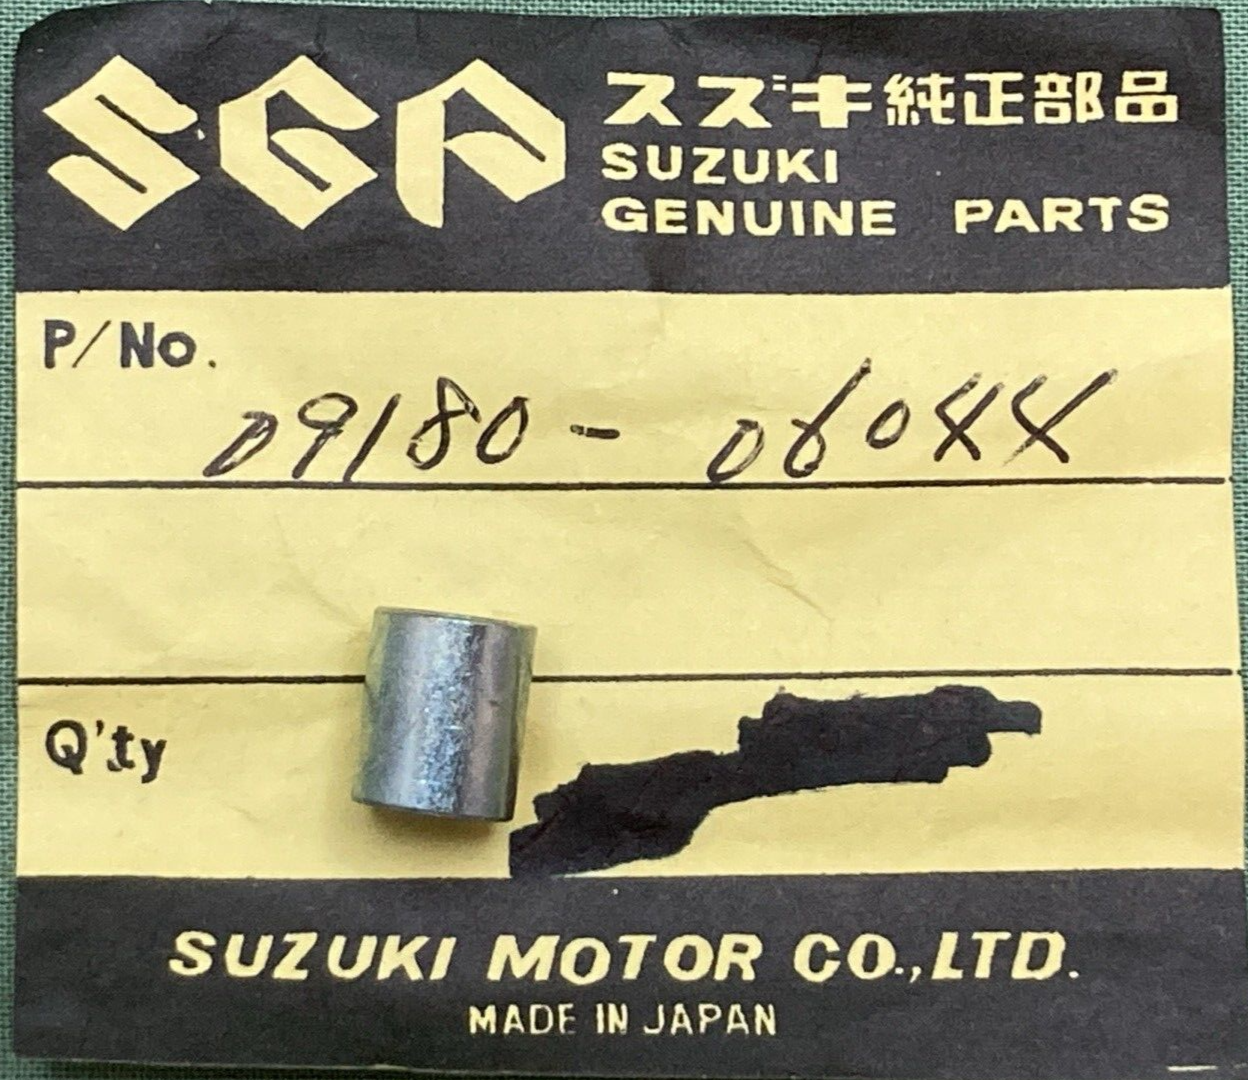 SGP
スズキ純正部品
SUZUKI
GENUINE PARTS
P/No.
09180-06044
Q'ty
SUZUKI MOTOR CO.,LTD.
MADE IN JAPAN